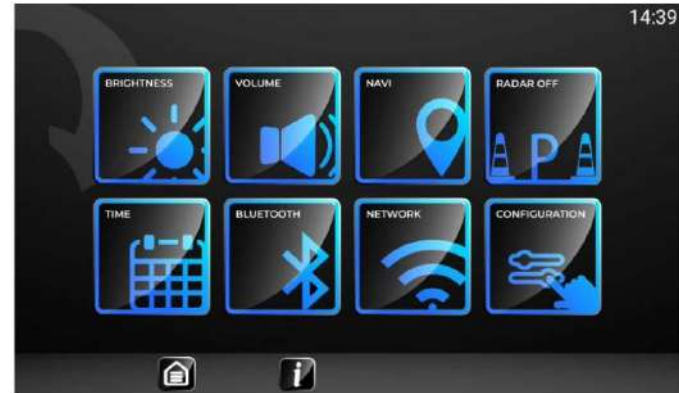 14:39
BRIGHTNESS
VOLUME
NAVI
RADAR OFF
P
TIME
BLUETOOTH
NETWORK
CONFIGURATION
i